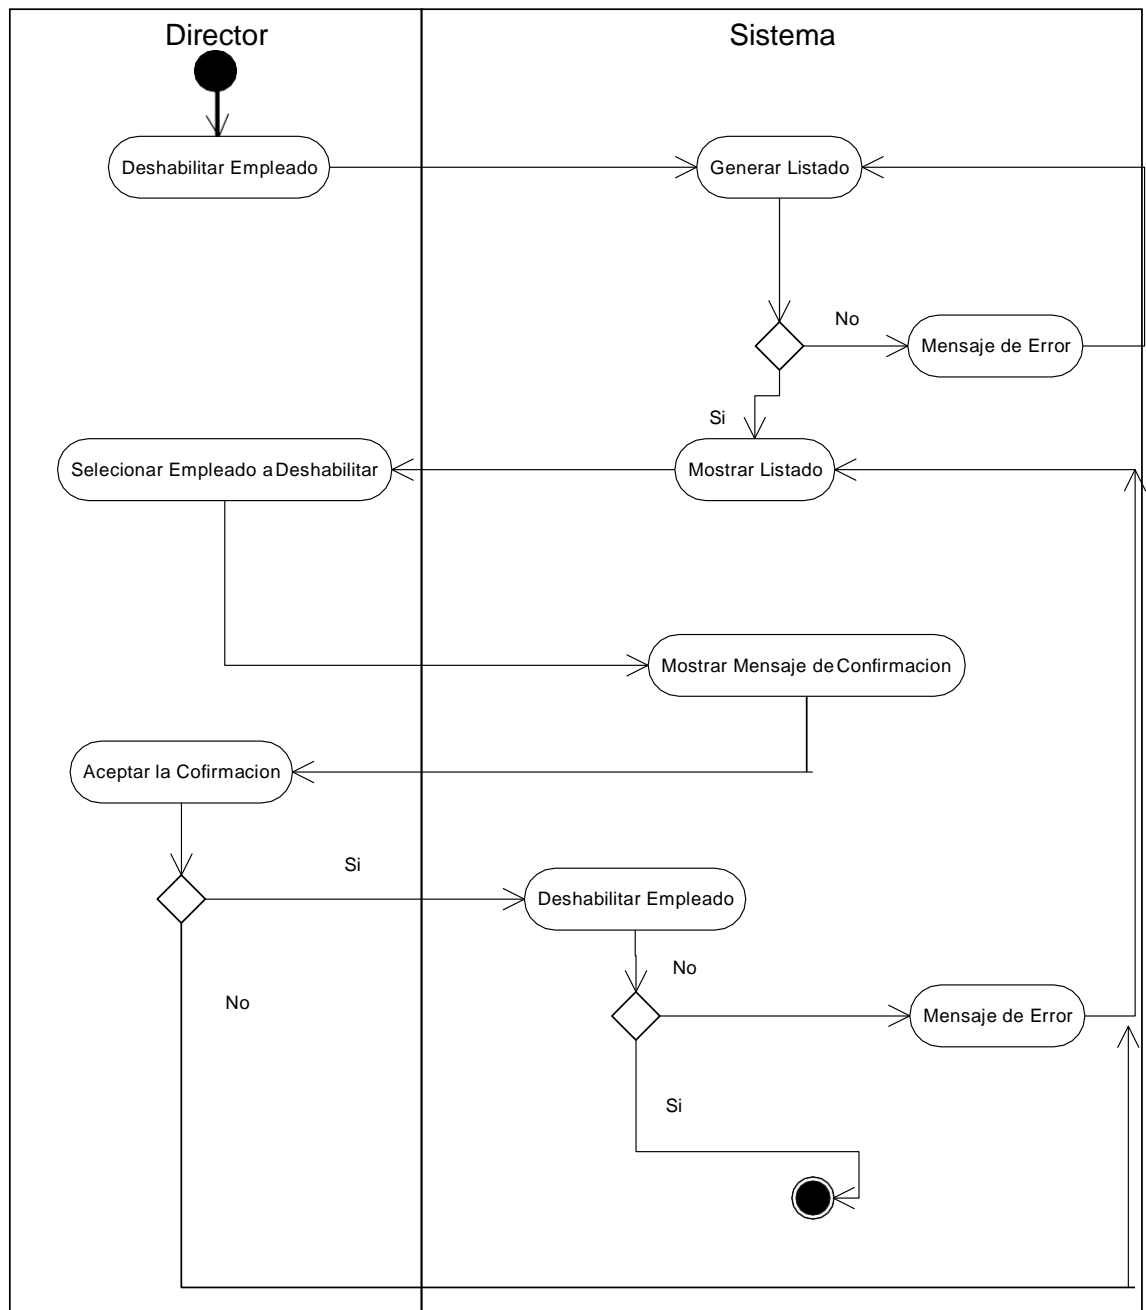 Director
Sistema
Deshabilitar Empleado
Generar Listado
No
Mensaje de Error
Si
Selecionar Empleado a Deshabilitar
Mostrar Listado
Mostrar Mensaje de Confirmacion
Aceptar la Cofirmacion
Si
Deshabilitar Empleado
No
No
Mensaje de Error
Si